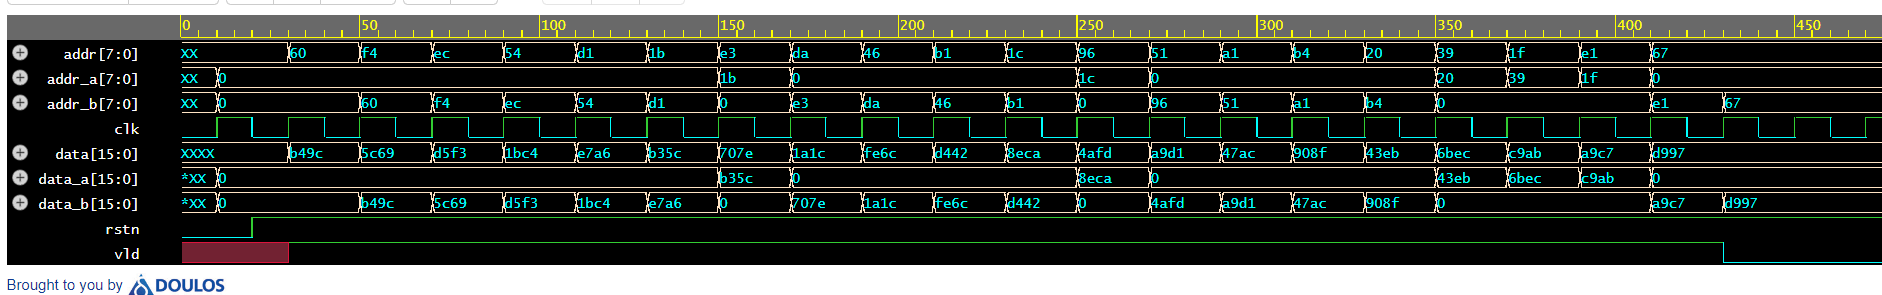 0 50 100 150 200 250 300 350 400 450
addr[7:0] XX 60 f4 ec 54 d1 1b e3 da 46 b1 1c 96 51 a1 b4 20 39 1f e1 67
addr_a[7:0] XX 0 1b 0 1c 0 20 39 1f 0
addr_b[7:0] XX 0 60 f4 ec 54 d1 0 e3 da 46 b1 0 96 51 a1 b4 0 e1 67
clk
data[15:0] XXXX b49c 5c69 d5f3 1bc4 e7a6 b35c 707e 1a1c fe6c d442 8eca 4afd a9d1 47ac 908f 43eb 6bec c9ab a9c7 d997
data_a[15:0] *XX 0 b35c 0 8eca 0 43eb 6bec c9ab 0
data_b[15:0] *XX 0 b49c 5c69 d5f3 1bc4 e7a6 0 707e 1a1c fe6c d442 0 4afd a9d1 47ac 908f 0 a9c7 d997
rstn
vld
Brought to you by DOULOS